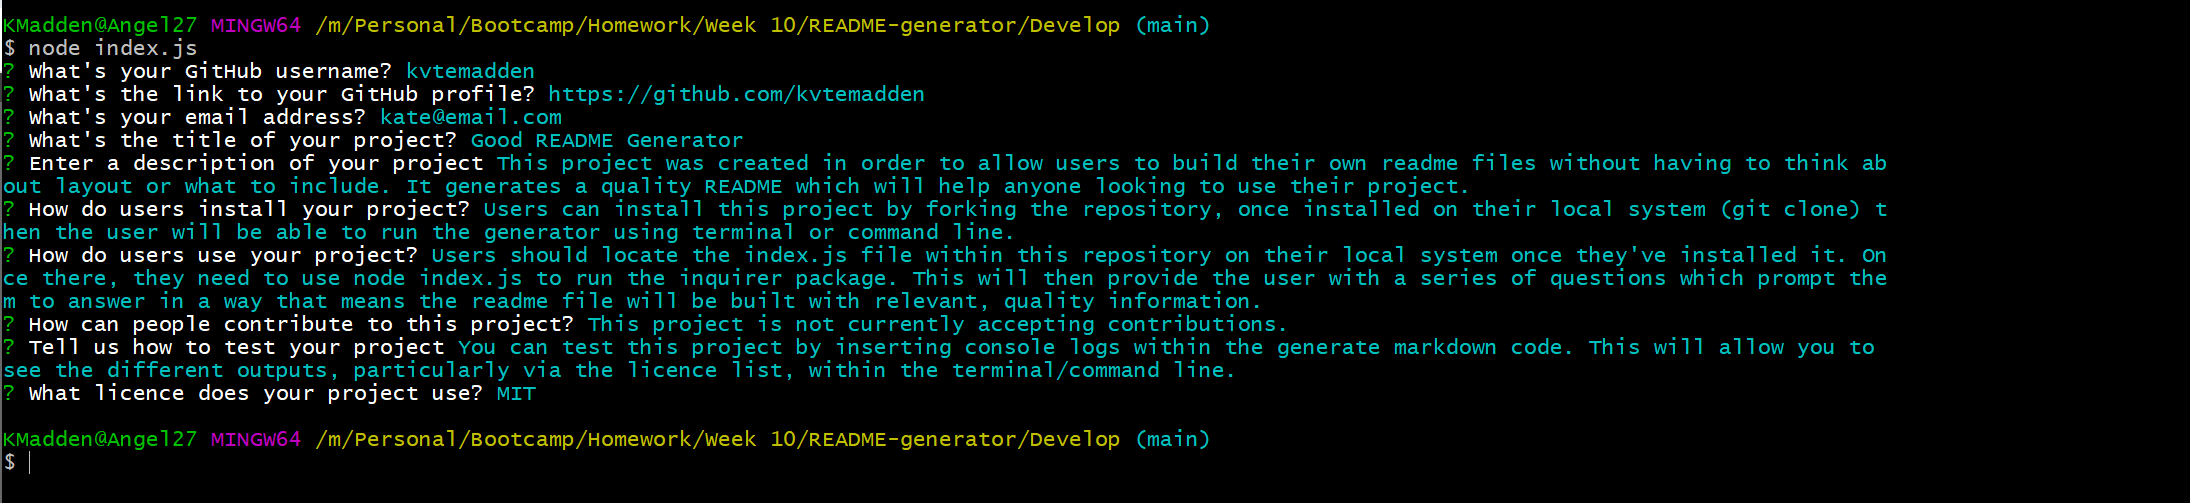 KMadden@Angel27 MINGW64 /m/Personal/Bootcamp/Homework/Week 10/README-generator/Develop (main)
$ node index.js
? What's your GitHub username? kvtemadden
? What's the link to your GitHub profile? https://github.com/kvtemadden
? What's your email address? kate@email.com
? What's the title of your project? Good README Generator
? Enter a description of your project This project was created in order to allow users to build their own readme files without having to think ab
out layout or what to include. It generates a quality README which will help anyone looking to use their project.
? How do users install your project? Users can install this project by forking the repository, once installed on their local system (git clone) t
hen the user will be able to run the generator using terminal or command line.
? How do users use your project? Users should locate the index.js file within this repository on their local system once they've installed it. On
ce there, they need to use node index.js to run the inquirer package. This will then provide the user with a series of questions which prompt the
m to answer in a way that means the readme file will be built with relevant, quality information.
? How can people contribute to this project? This project is not currently accepting contributions.
? Tell us how to test your project You can test this project by inserting console logs within the generate markdown code. This will allow you to
see the different outputs, particularly via the licence list, within the terminal/command line.
? What licence does your project use? MIT
KMadden@Angel27 MINGW64 /m/Personal/Bootcamp/Homework/Week 10/README-generator/Develop (main)
$